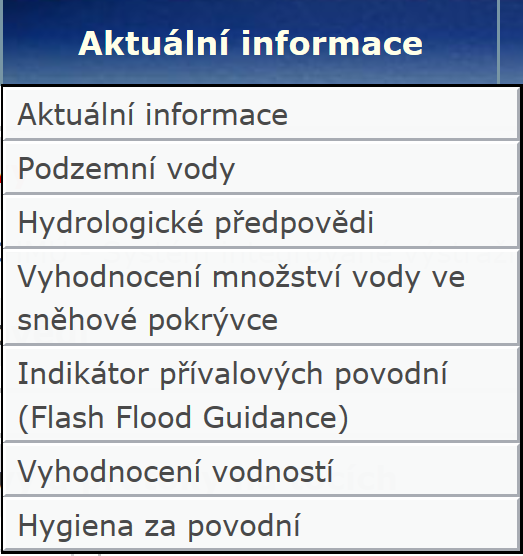 Aktuální informace
Aktuální informace
Podzemní vody
Hydrologické předpovědi
Vyhodnocení množství vody ve
sněhové pokrývce
Indikátor přívalových povodní
(Flash Flood Guidance)
Vyhodnocení vodností
Hygiena za povodní